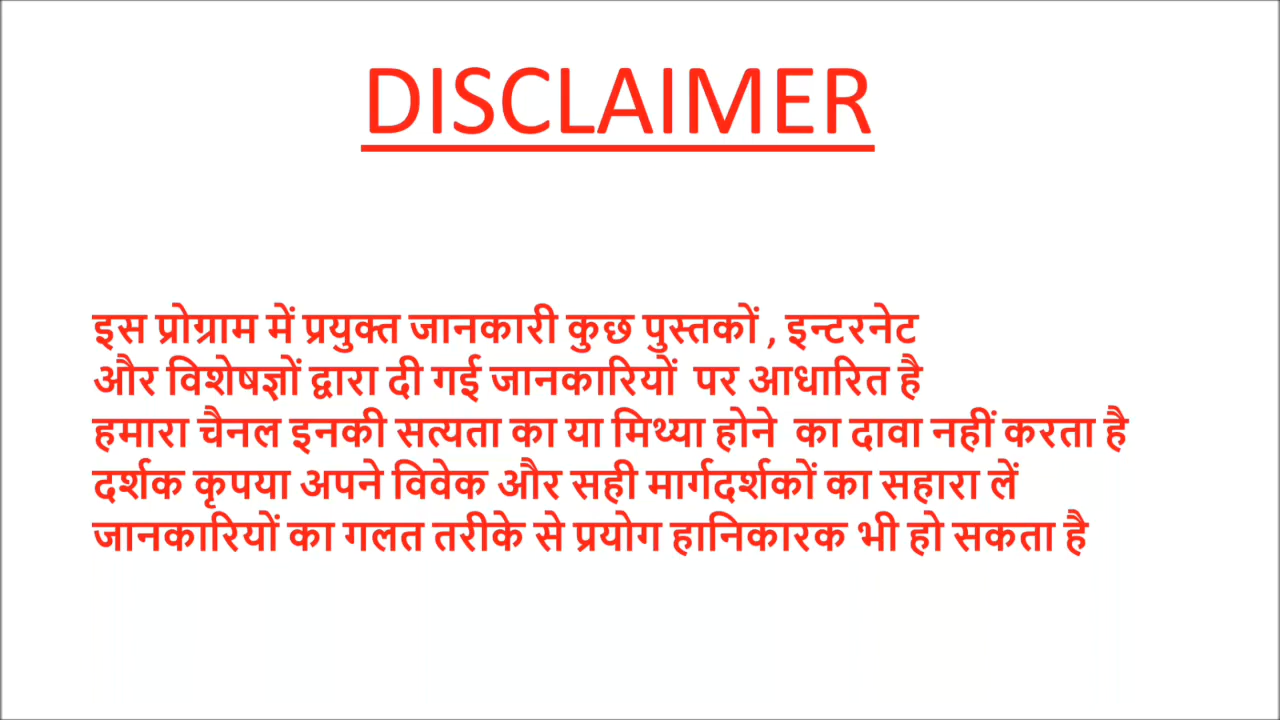 DISCLAIMER
इस प्रोग्राम में प्रयुक्त जानकारी कुछ पुस्तकों , इन्टरनेट
और विशेषज्ञों द्वारा दी गई जानकारियों पर आधारित है
हमारा चैनल इनकी सत्यता का या मिथ्या होने का दावा नहीं करता है
दर्शक कृपया अपने विवेक और सही मार्गदर्शकों का सहारा लें
जानकारियों का गलत तरीके से प्रयोग हानिकारक भी हो सकता है